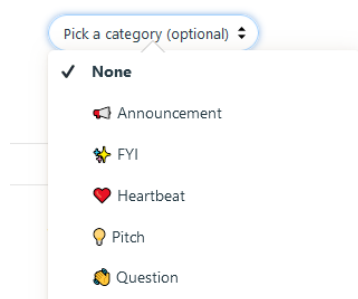 Pick a category (optional)
None
Announcement
FYI
Heartbeat
Pitch
Question